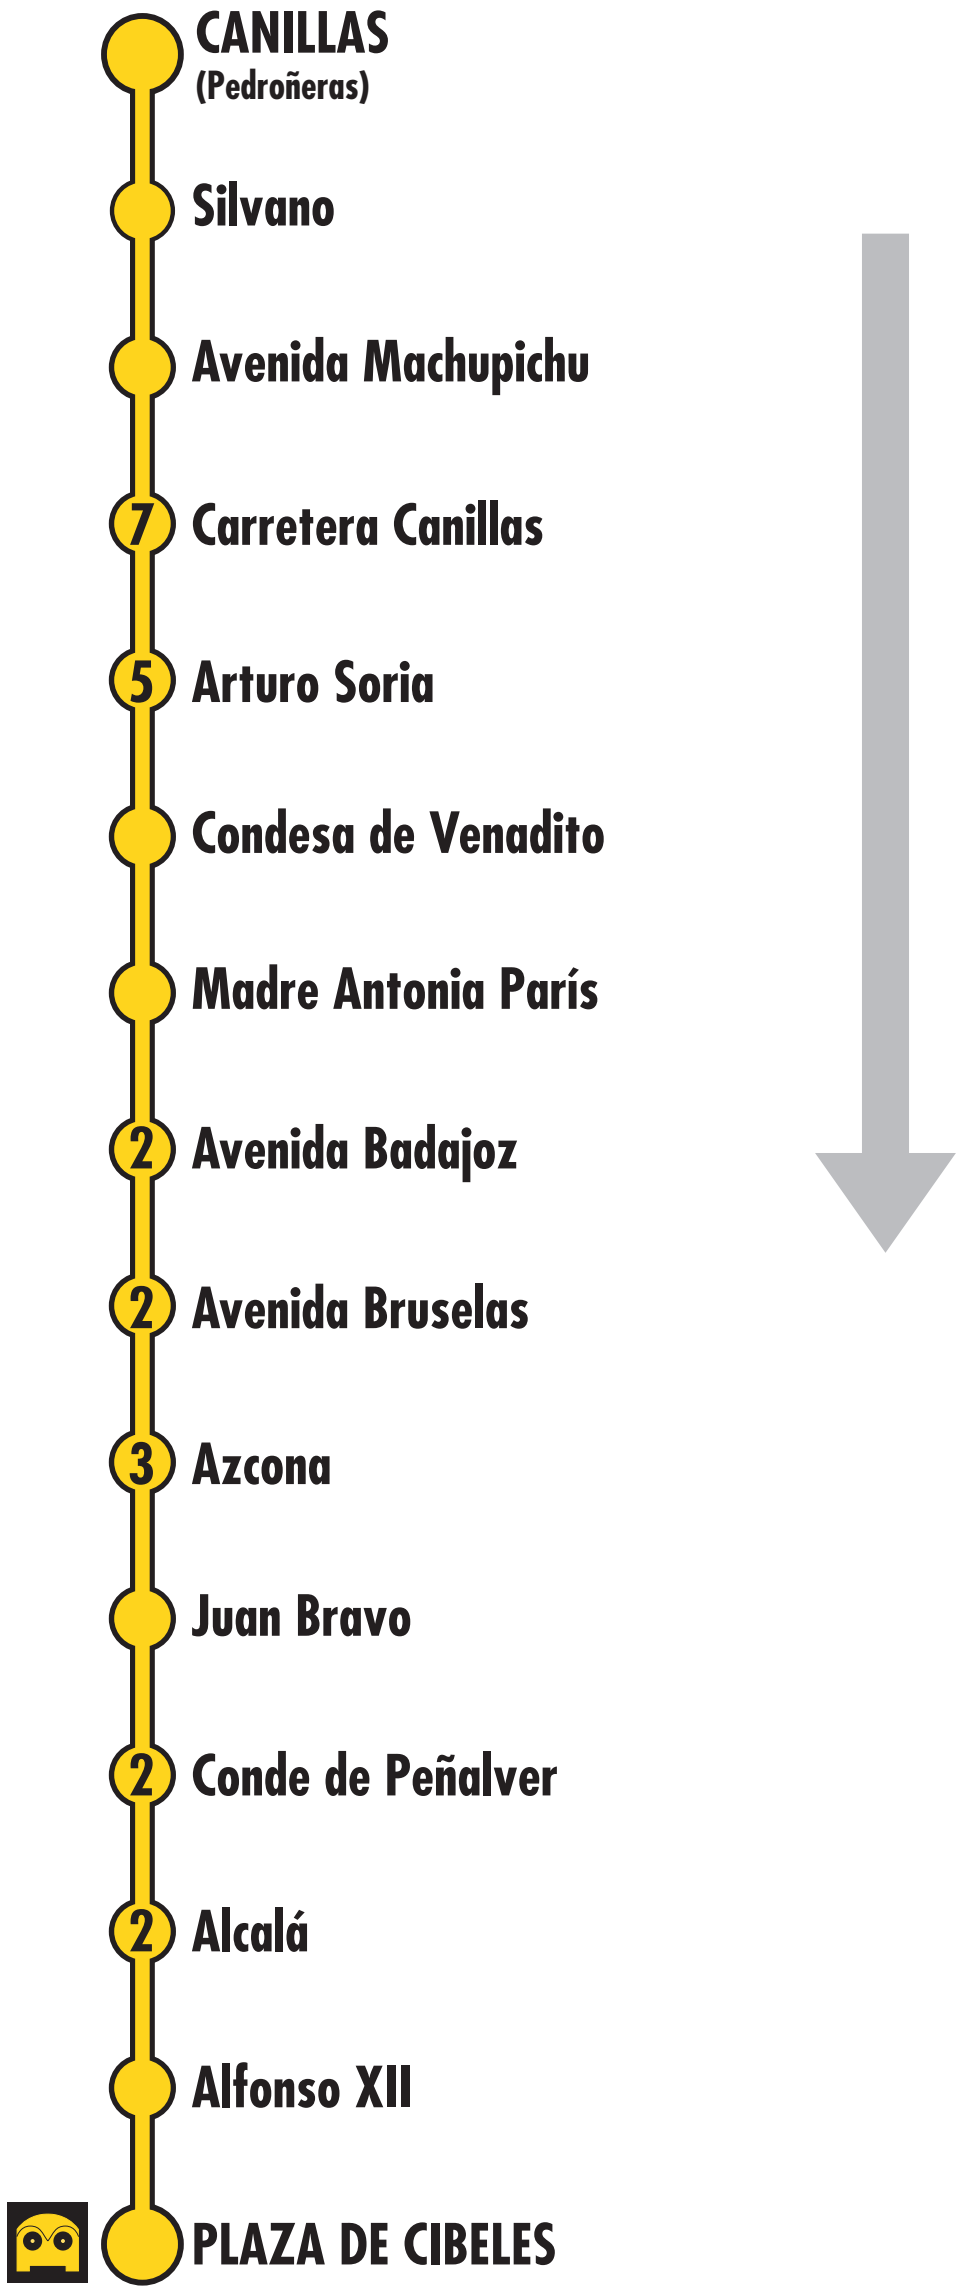 CANILLAS
(Pedroñeras)
Silvano
Avenida Machupichu
7 Carretera Canillas
5 Arturo Soria
Condesa de Venadito
Madre Antonia París
2 Avenida Badajoz
2 Avenida Bruselas
3 Azcona
Juan Bravo
2 Conde de Peñalver
2 Alcalá
Alfonso XII
PLAZA DE CIBELES